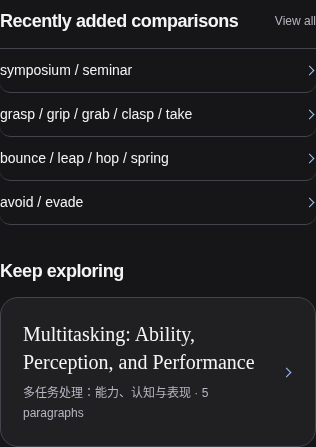 Recently added comparisons
View all
symposium / seminar
grasp / grip / grab / clasp / take
bounce / leap / hop / spring
avoid / evade
Keep exploring
Multitasking: Ability,
Perception, and Performance
多任务处理：能力、认知与表现 · 5
paragraphs